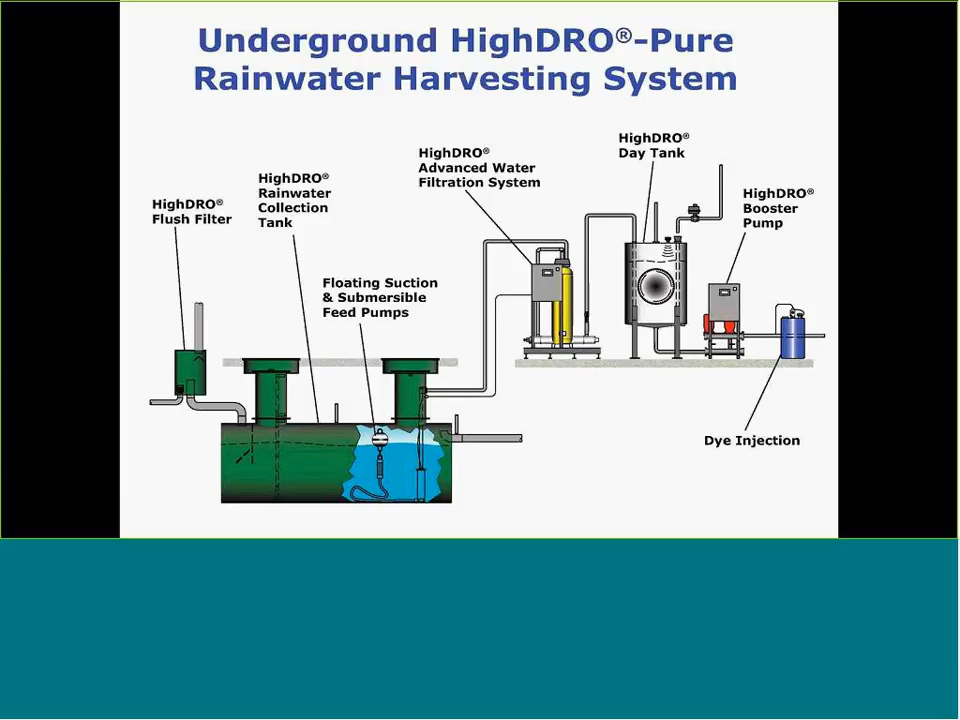 Underground HighDRO®-Pure
Rainwater Harvesting System
HighDRO®
Day Tank
HighDRO®
Advanced Water
Filtration System
HighDRO®
Rainwater
Collection
Tank
HighDRO®
Booster
Pump
HighDRO®
Flush Filter
Floating Suction
& Submersible
Feed Pumps
Dye Injection